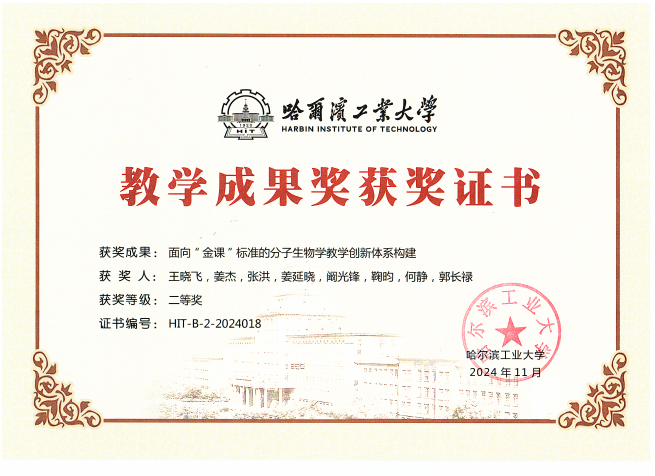 哈爾濱工業大學
HARBIN INSTITUTE OF TECHNOLOGY
1920
HIT
教学成果奖获奖证书
获奖成果：面向“金课”标准的分子生物学教学创新体系构建
获 奖 人：王晓飞，姜杰，张洪，姜延晓，阚光锋，鞠昀，何静，郭长禄
获奖等级：二等奖
证书编号：HIT-B-2-2024018
哈尔滨工业大学
哈尔滨工业大学
2024 年 11 月